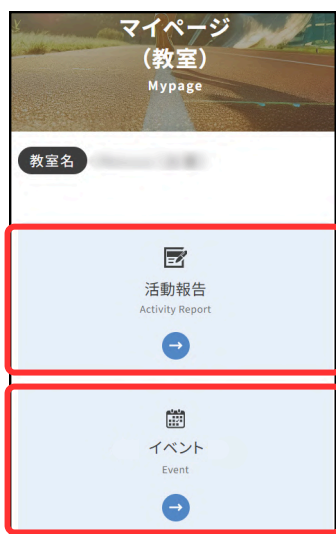 マイページ
（教室）
Mypage
教室名
活動報告
Activity Report
イベント
Event